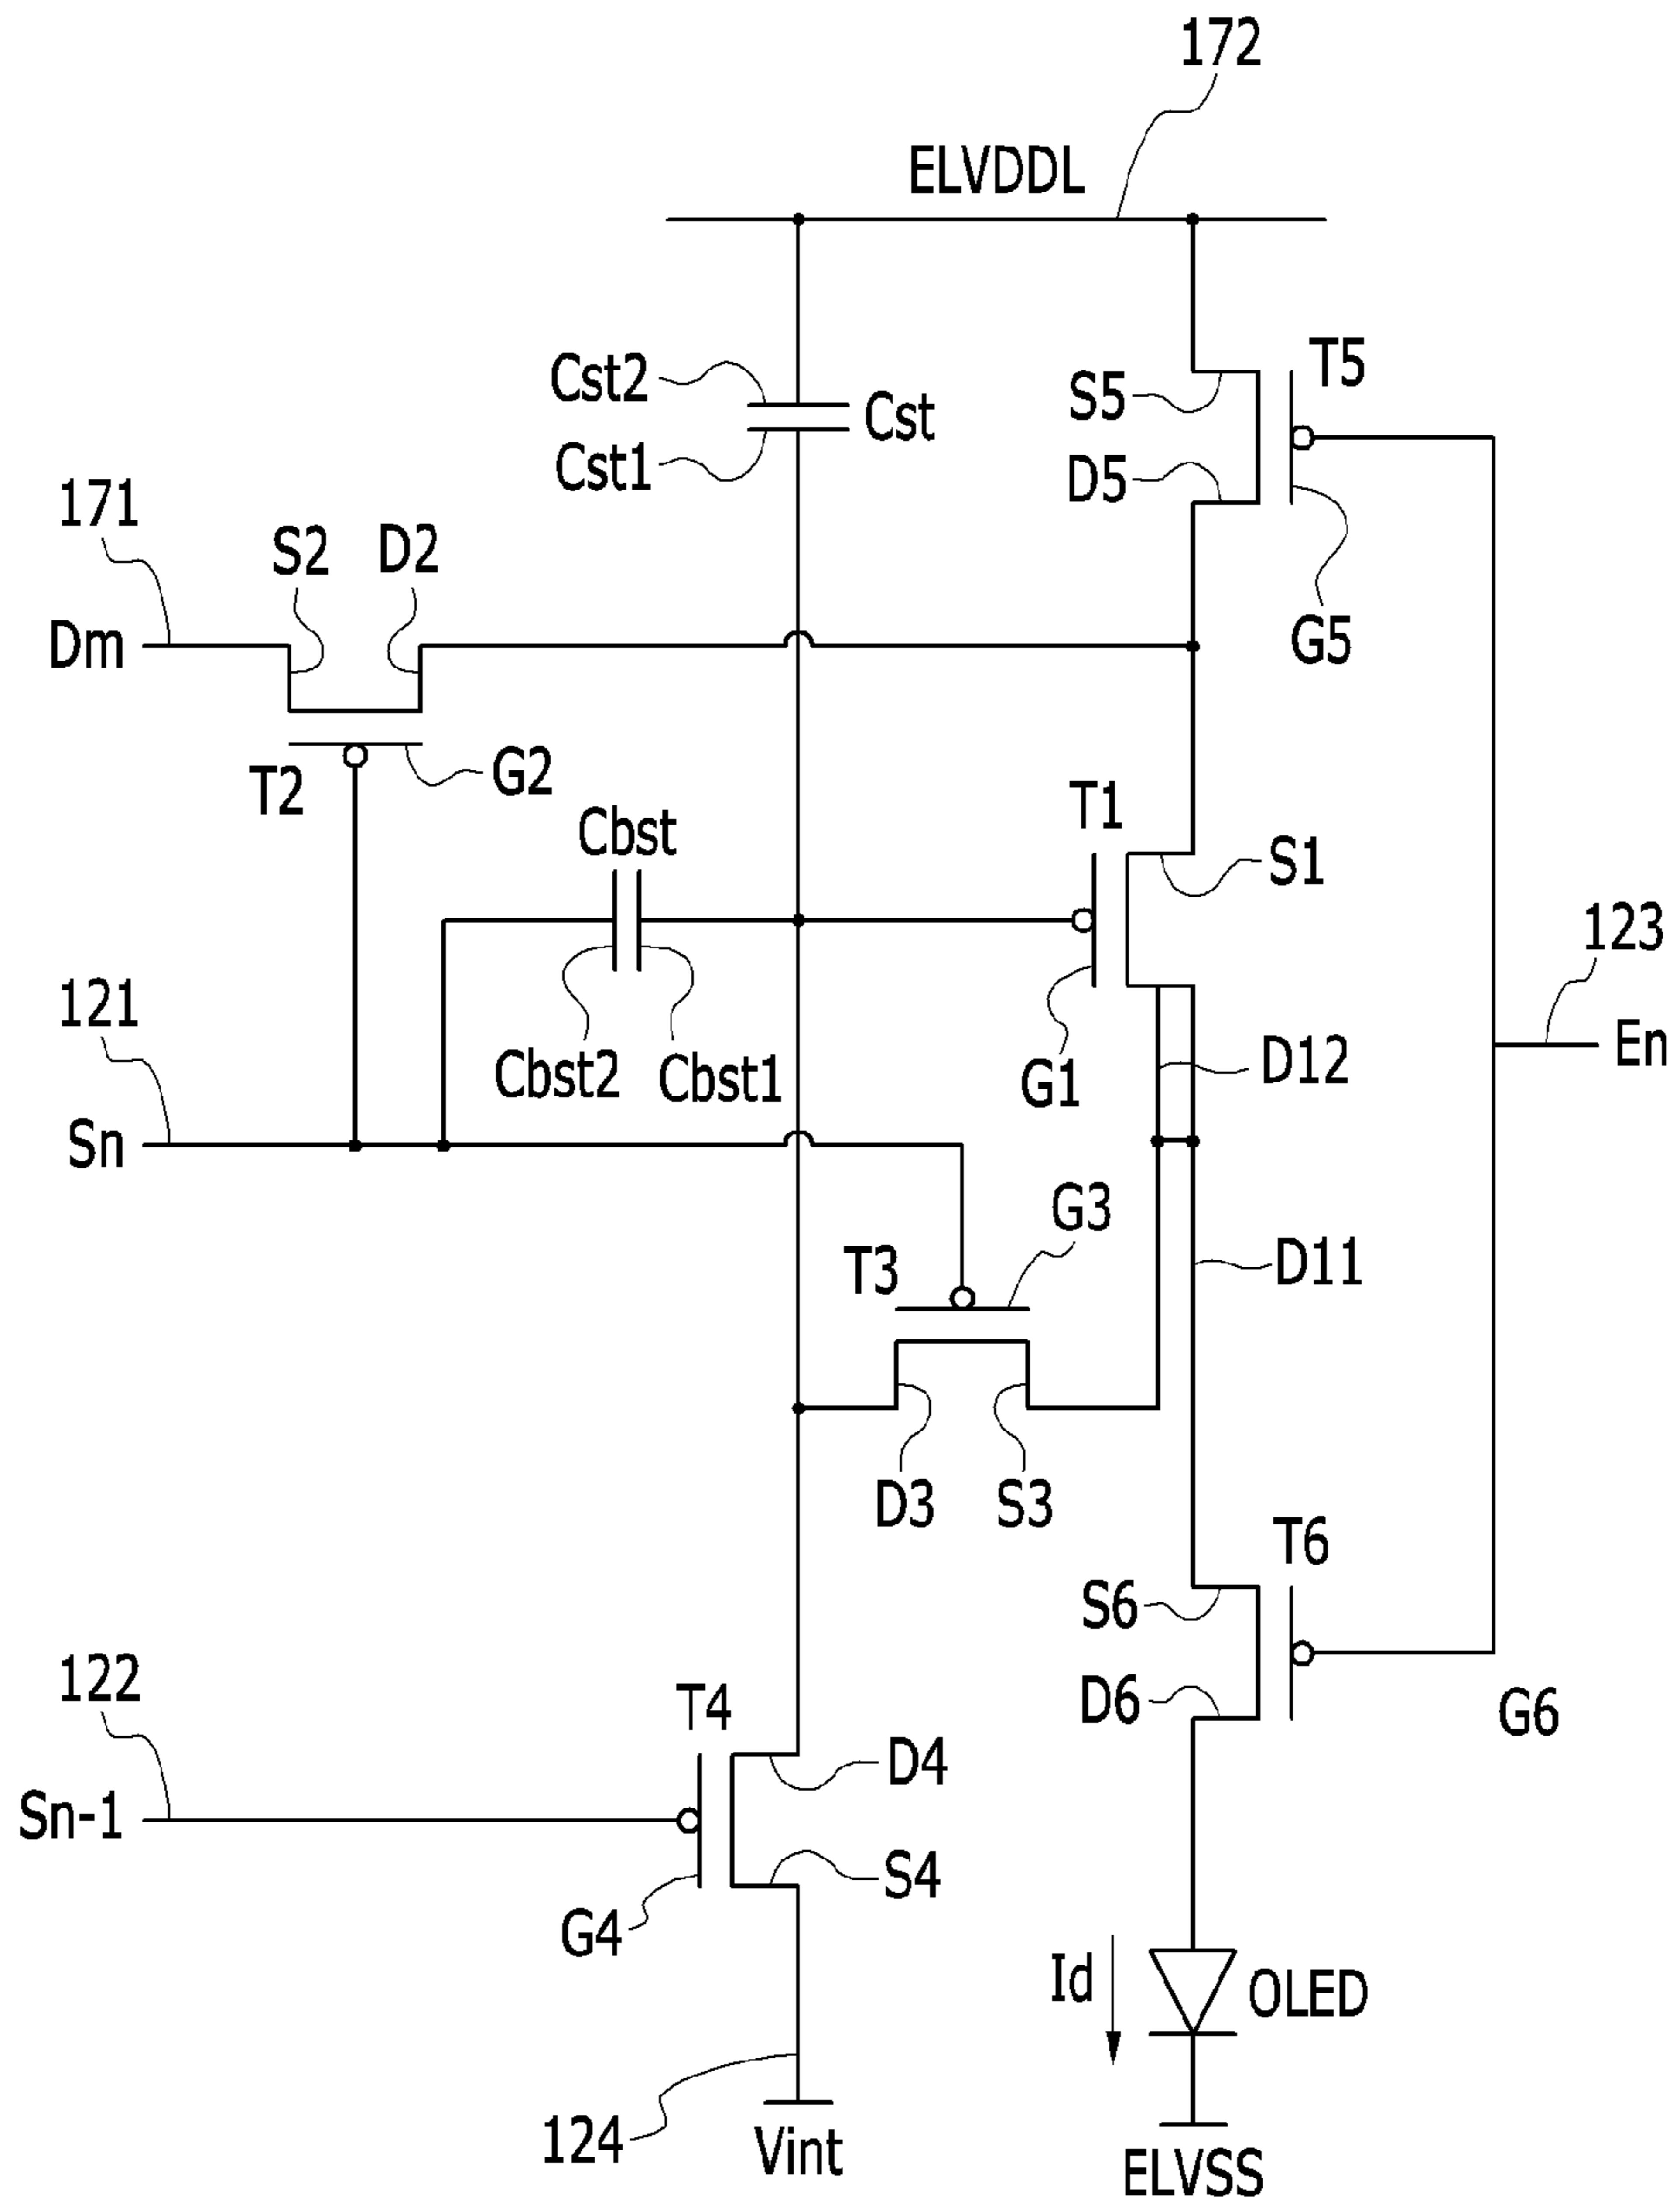 172
ELVDDL
Cst2
Cst
Cst1
T5
S5
D5
G5
171
S2
D2
Dm
T2
G2
Cbst
T1
S1
123
En
121
Cbst2
Cbst1
G1
D12
Sn
G3
T3
D11
D3
S3
T6
S6
D6
G6
122
T4
D4
Sn-1
S4
G4
Id
OLED
124
Vint
ELVSS